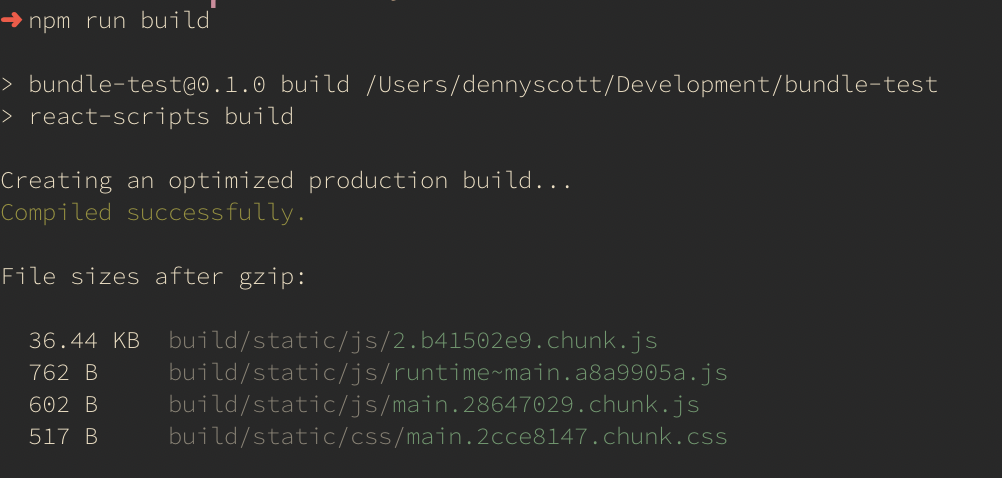 ➜ npm run build
> bundle-test@0.1.0 build /Users/dennyscott/Development/bundle-test
> react-scripts build
Creating an optimized production build...
Compiled successfully.
File sizes after gzip:
36.44 KB build/static/js/2.b41502e9.chunk.js
762 B build/static/js/runtime~main.a8a9905a.js
602 B build/static/js/main.28647029.chunk.js
517 B build/static/css/main.2cce8147.chunk.css